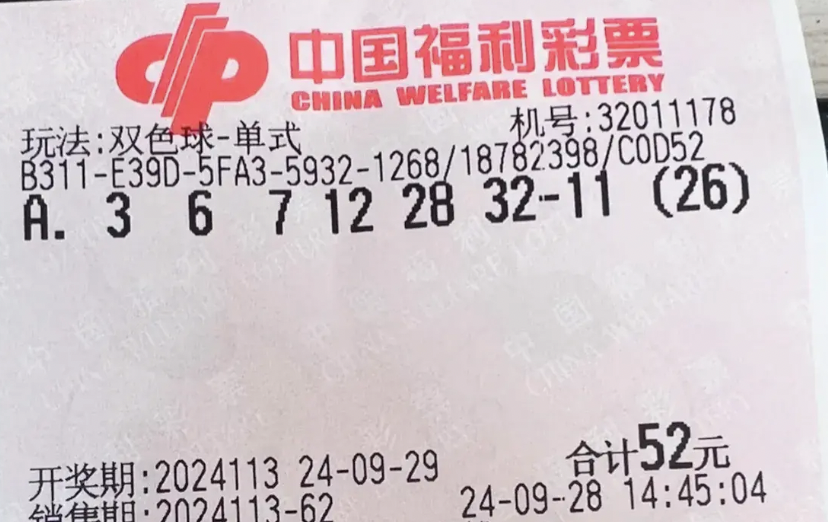 中国福利彩票
CHINA WELFARE LOTTERY
玩法:双色球-单式 机号:32011178
B311-E39D-5FA3-5932-1268/18782398/C0D52
A. 3 6 7 12 28 32-11 (26)
合计52元
开奖期:2024113 24-09-29
销售期:2024113-62 24-09-28 14:45:04